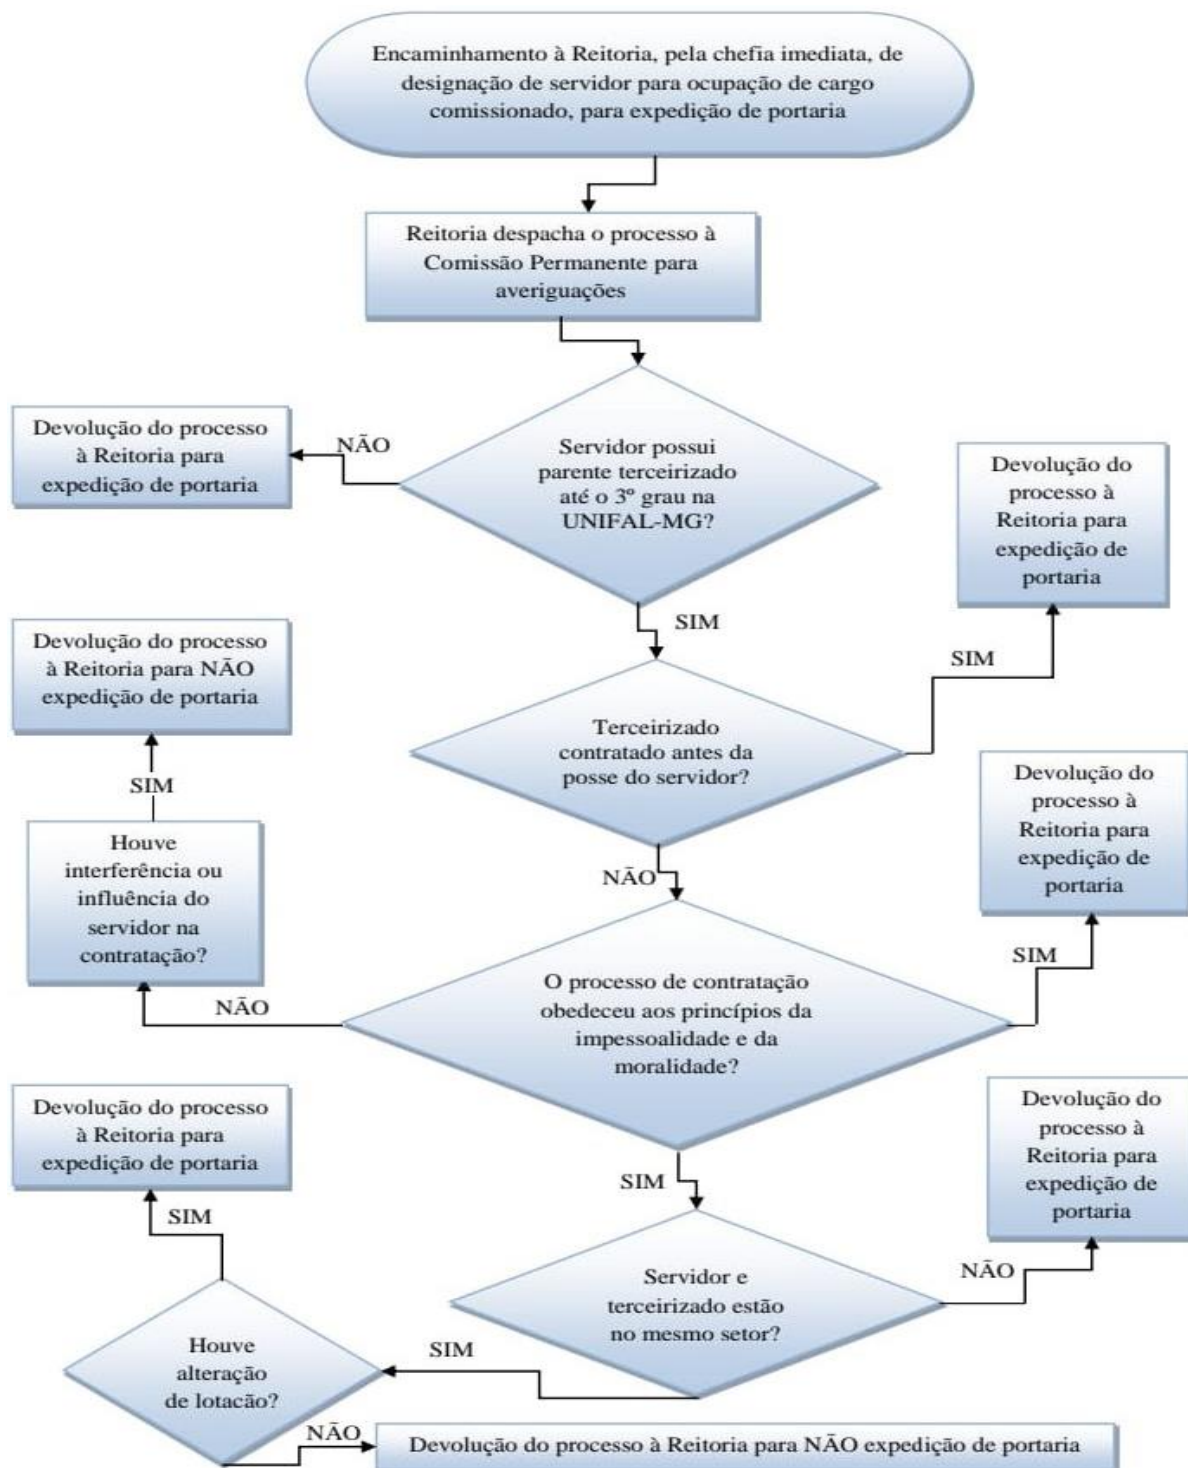 Encaminhamento à Reitoria, pela chefia imediata, de
designação de servidor para ocupação de cargo
comissionado, para expedição de portaria
Reitoria despacha o processo à
Comissão Permanente para
averiguações
Servidor possui
parente terceirizado
até o 3º grau na
UNIFAL-MG?
NÃO
Devolução do processo
à Reitoria para
expedição de portaria
SIM
Terceirizado
contratado antes da
posse do servidor?
SIM
Devolução do
processo à
Reitoria para
expedição de
portaria
NÃO
O processo de contratação
obedeceu aos princípios da
impessoalidade e da
moralidade?
SIM
Devolução do
processo à
Reitoria para
expedição de
portaria
NÃO
Houve
interferência ou
influência do
servidor na
contratação?
SIM
Devolução do processo
à Reitoria para NÃO
expedição de portaria
SIM
Servidor e
terceirizado estão
no mesmo setor?
NÃO
Devolução do
processo à
Reitoria para
expedição de
portaria
SIM
Houve
alteração
de lotacão?
SIM
Devolução do processo
à Reitoria para
expedição de portaria
NÃO
Devolução do processo à Reitoria para NÃO expedição de portaria